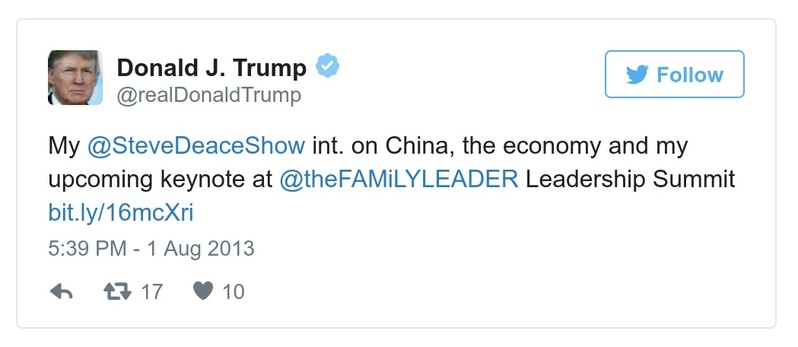 Donald J. Trump
@realDonaldTrump
Follow
My @SteveDeaceShow int. on China, the economy and my
upcoming keynote at @theFAMiLYLEADER Leadership Summit
bit.ly/16mcXri
5:39 PM - 1 Aug 2013
17 10